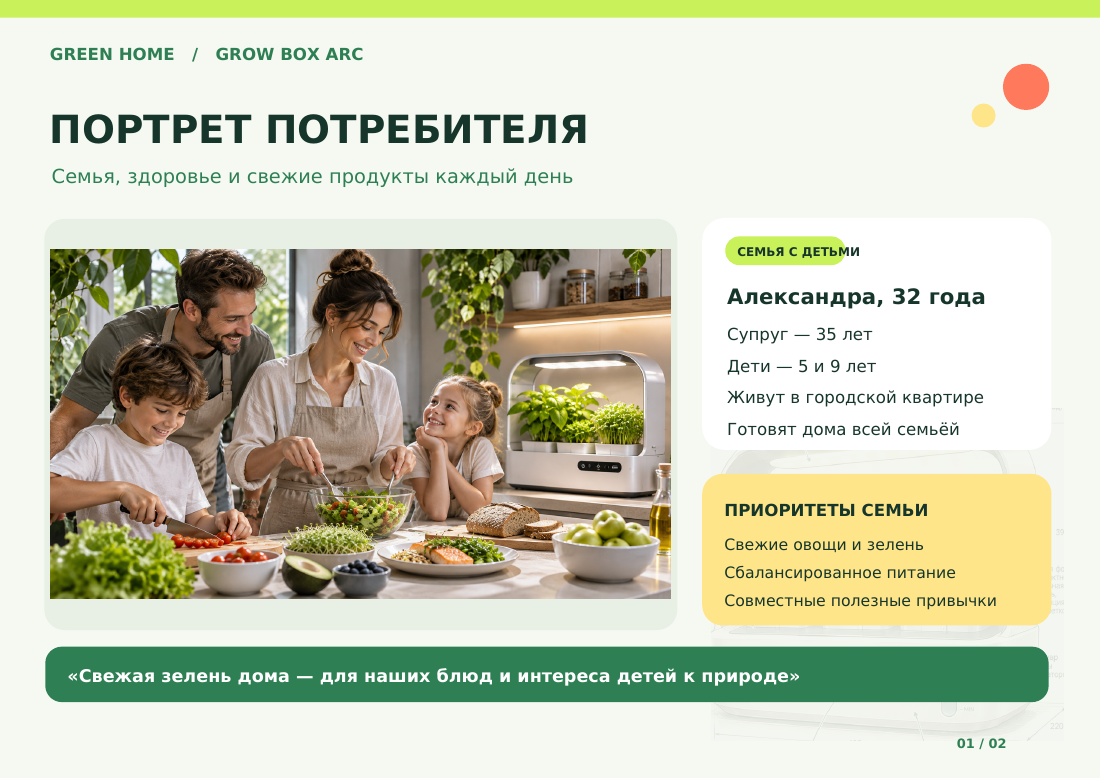 GREEN HOME / GROW BOX ARC
ПОРТРЕТ ПОТРЕБИТЕЛЯ
Семья, здоровье и свежие продукты каждый день
СЕМЬЯ С ДЕТЬМИ
Александра, 32 года
Супруг — 35 лет
Дети — 5 и 9 лет
Живут в городской квартире
Готовят дома всей семьёй
ПРИОРИТЕТЫ СЕМЬИ
Свежие овощи и зелень
Сбалансированное питание
Совместные полезные привычки
«Свежая зелень дома — для наших блюд и интереса детей к природе»
01 / 02